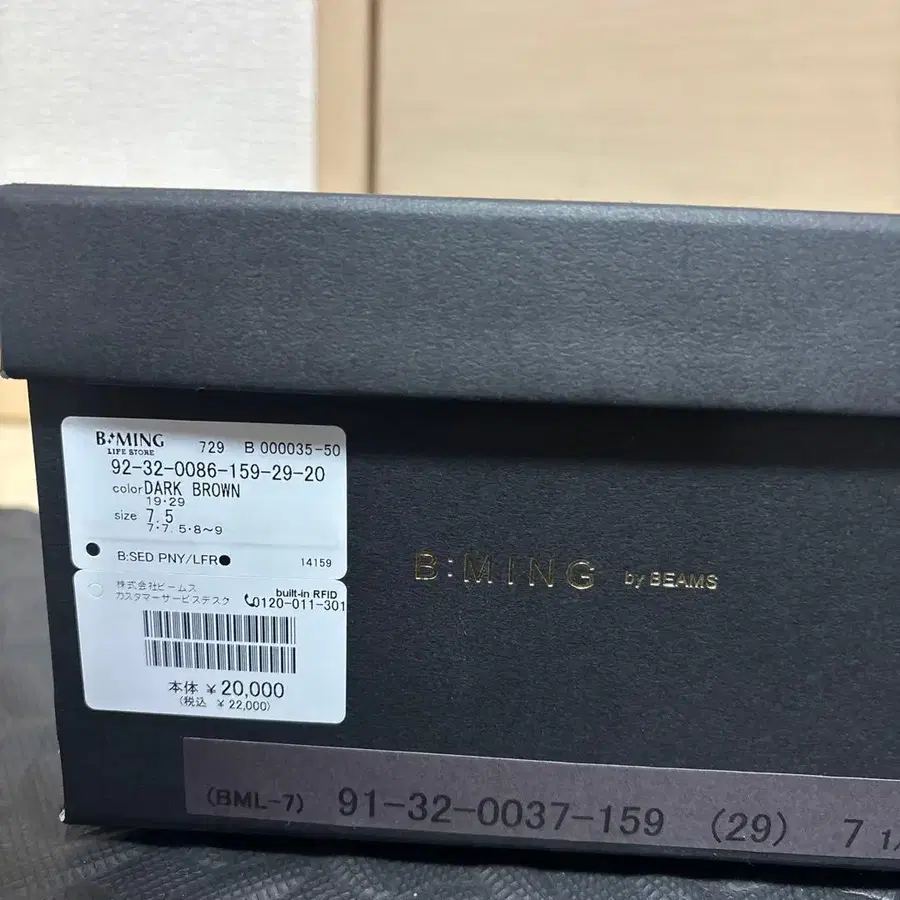 B:MING
LIFE STORE
729 B 000035-50
92-32-0086-159-29-20
color DARK BROWN
19・29
size 7.5
7・7.5・8～9
B:SED PNY/LFR
14159
株式会社ビームス
カスタマーサービスデスク
built-in RFID
0120-011-301
本体 ¥20,000
(税込 ¥22,000)
B:MING by BEAMS
(BML-7) 91-32-0037-159 (29) 7